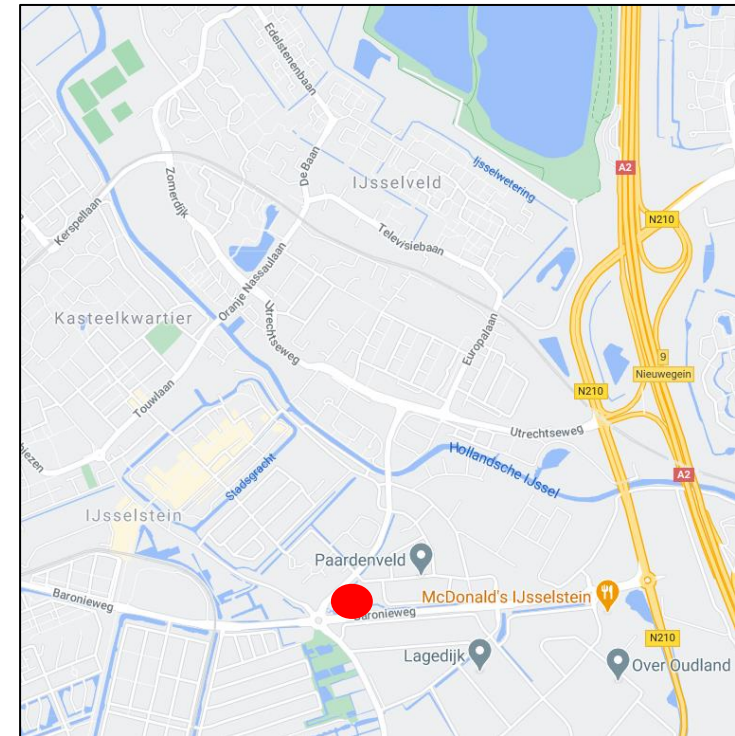 Edelstenenbaan
De Baan
IJsselveld
Ijsselwetering
A2
N210
Zomerdijk
Kerspellaan
Televisiebaan
Oranje Nassaulaan
Kasteelkwartier
Utrechtseweg
Europalaan
9
Nieuwegein
N210
Touwlaan
Utrechtseweg
hiezen
Stadsgracht
Hollandsche IJssel
A2
IJsselstein
Paardenveld
McDonald's IJsselstein
Baronieweg
Baronieweg
N210
Lagedijk
Over Oudland